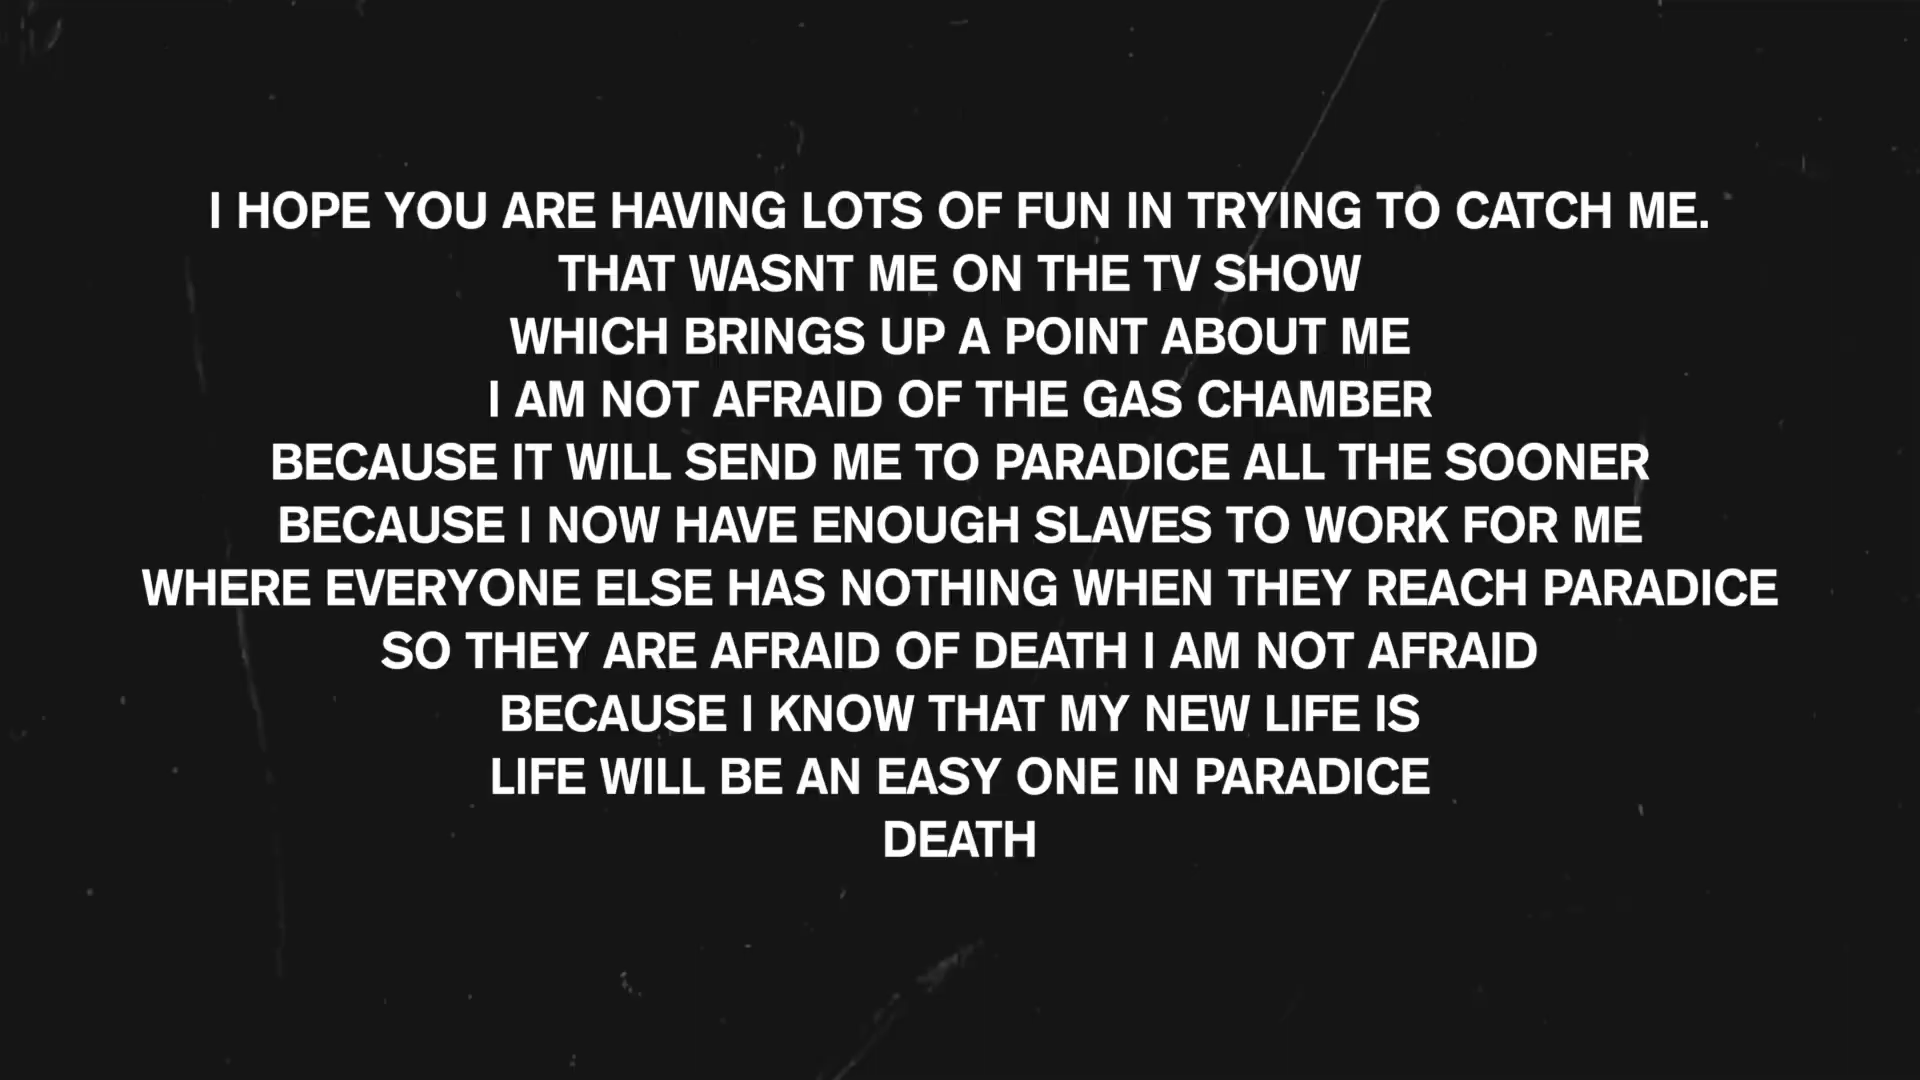 I HOPE YOU ARE HAVING LOTS OF FUN IN TRYING TO CATCH ME.
THAT WASNT ME ON THE TV SHOW
WHICH BRINGS UP A POINT ABOUT ME
I AM NOT AFRAID OF THE GAS CHAMBER
BECAUSE IT WILL SEND ME TO PARADICE ALL THE SOONER
BECAUSE I NOW HAVE ENOUGH SLAVES TO WORK FOR ME
WHERE EVERYONE ELSE HAS NOTHING WHEN THEY REACH PARADICE
SO THEY ARE AFRAID OF DEATH I AM NOT AFRAID
BECAUSE I KNOW THAT MY NEW LIFE IS
LIFE WILL BE AN EASY ONE IN PARADICE
DEATH